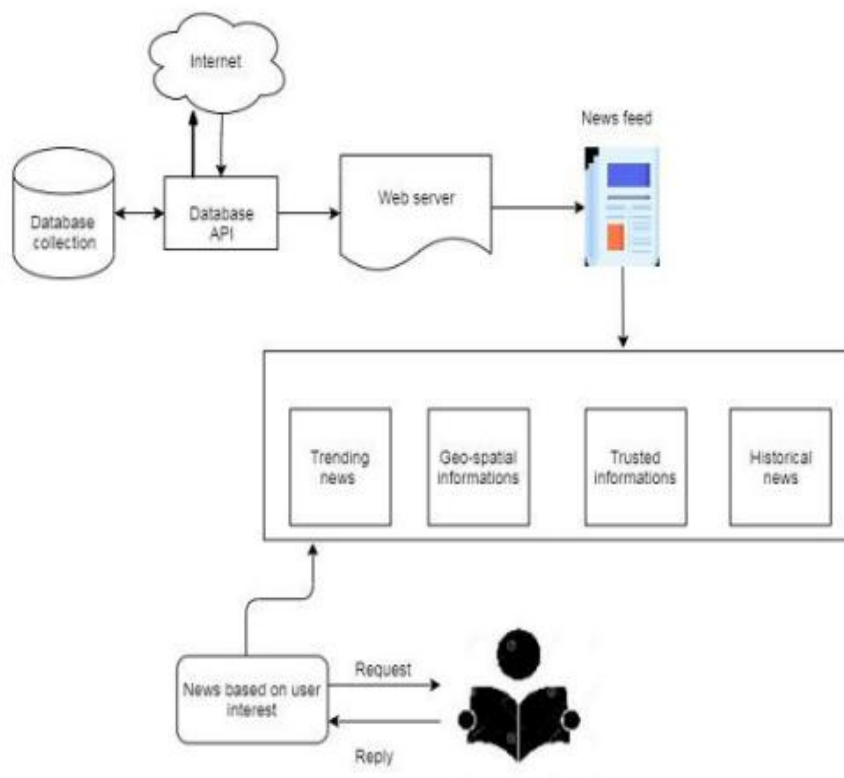 Internet
News feed
Database
collection
Database
API
Web server
Trending
news
Geo-spatial
informations
Trusted
informations
Historical
news
News based on user
interest
Request
Reply